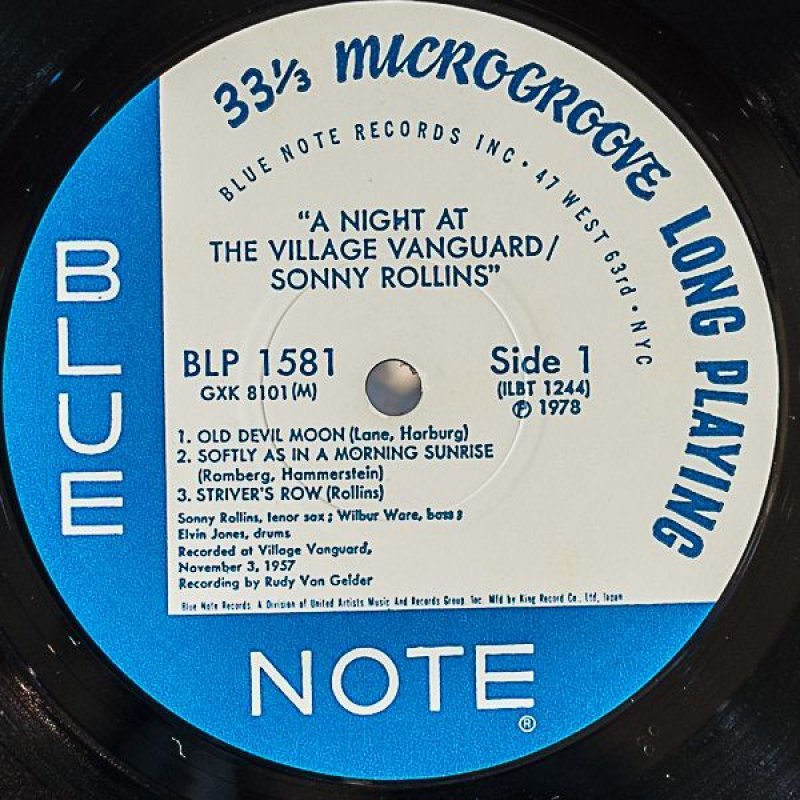 33⅓ MICROGROOVE LONG PLAYING
BLUE NOTE RECORDS INC • 47 WEST 63rd • NYC
"A NIGHT AT
THE VILLAGE VANGUARD/
SONNY ROLLINS"
BLP 1581
GXK 8101(M)
Side 1
(ILBT 1244)
℗ 1978
1. OLD DEVIL MOON (Lane, Harburg)
2. SOFTLY AS IN A MORNING SUNRISE
(Romberg, Hammerstein)
3. STRIVER'S ROW (Rollins)
Sonny Rollins, tenor sax; Wilbur Ware, bass;
Elvin Jones, drums
Recorded at Village Vanguard,
November 3, 1957
Recording by Rudy Van Gelder
Blue Note Records. A Division of United Artists Music And Records Group. Inc. Mfd by King Record Co., Ltd, Japan
BLUE
NOTE
®